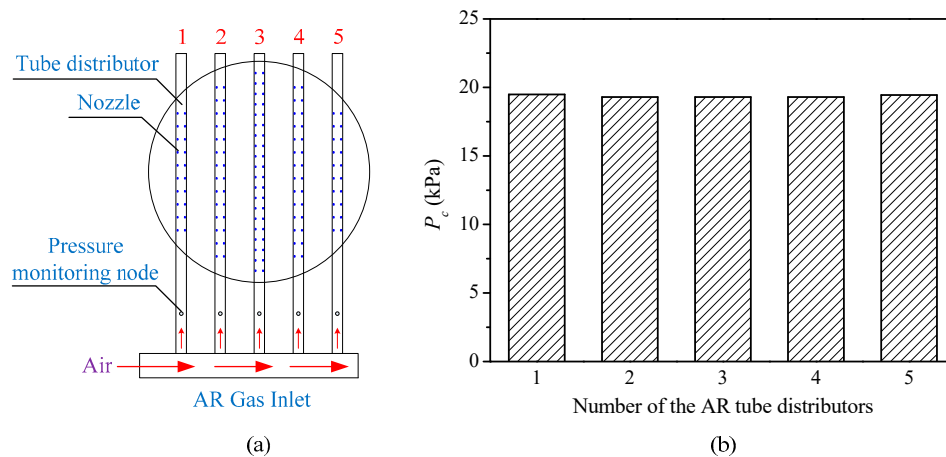 1 2 3 4 5
Tube distributor
Nozzle
Pressure
monitoring node
Air
AR Gas Inlet
(a)
25
20
15
10
5
0
P_c (kPa)
1 2 3 4 5
Number of the AR tube distributors
(b)